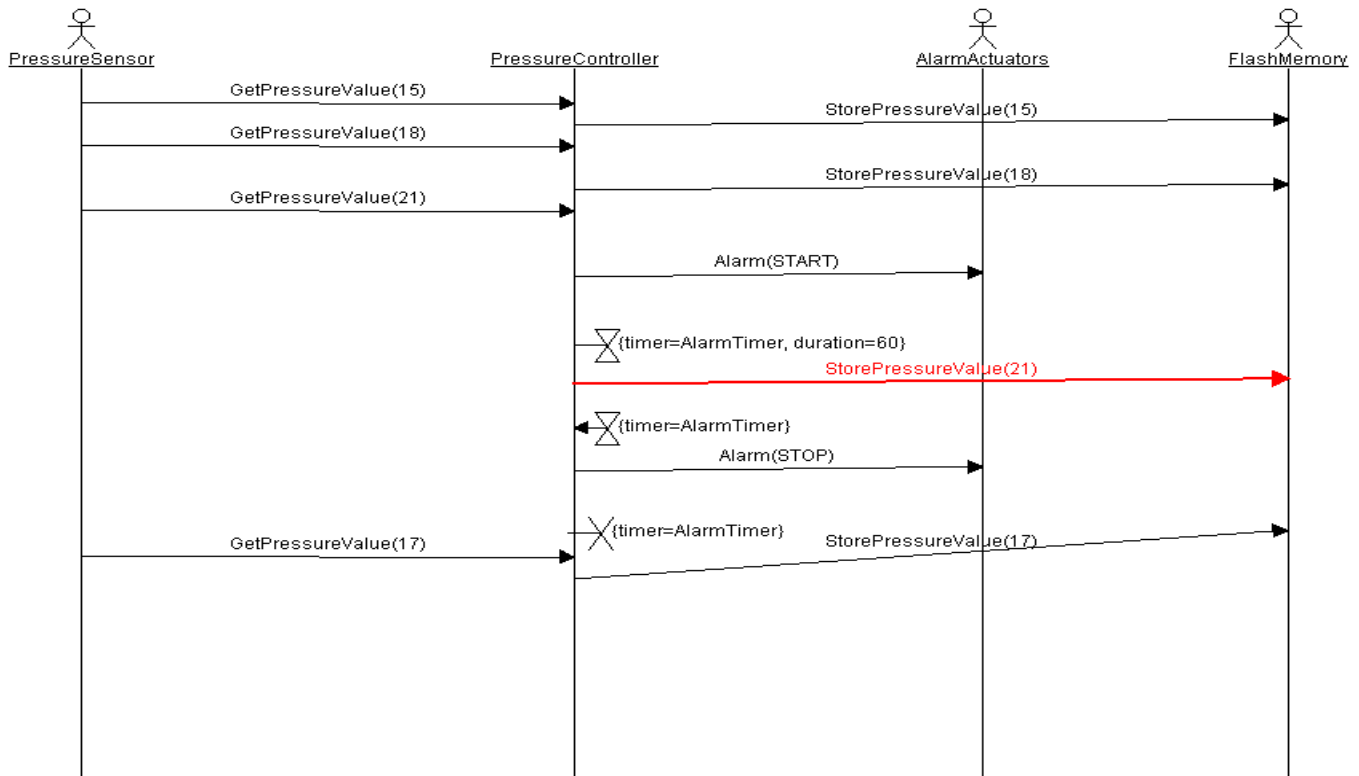 PressureSensor
PressureController
AlarmActuators
FlashMemory
GetPressureValue(15)
StorePressureValue(15)
GetPressureValue(18)
StorePressureValue(18)
GetPressureValue(21)
Alarm(START)
{timer=AlarmTimer, duration=60}
StorePressureValue(21)
{timer=AlarmTimer}
Alarm(STOP)
{timer=AlarmTimer}
GetPressureValue(17)
StorePressureValue(17)